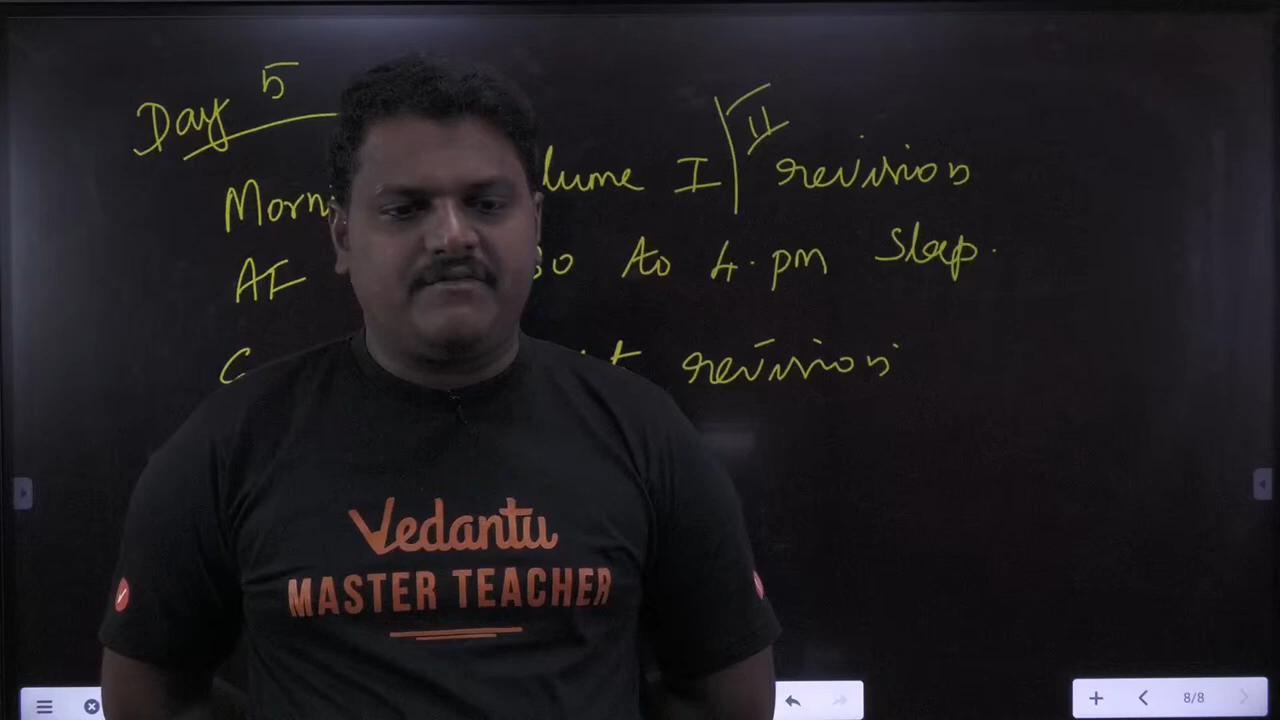 Day 5
Morn lume I II revision
AF 30 to 4.pm Sleep.
revision
Vedantu
MASTER TEACHER
8/8